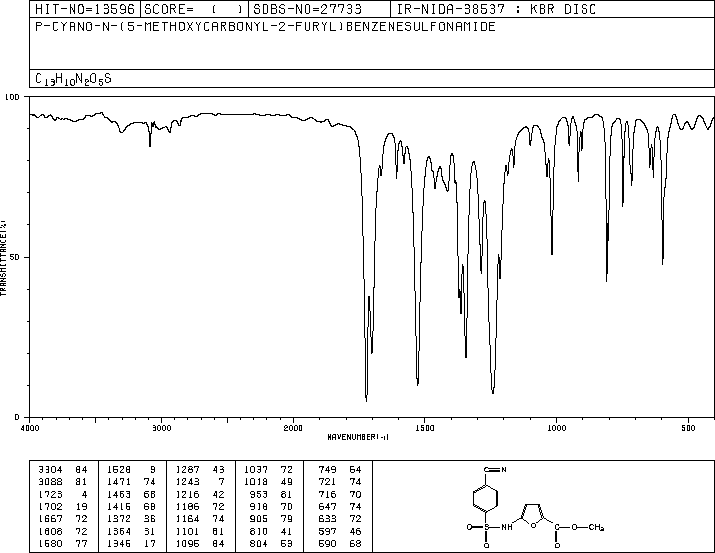 HIT-NO=13596 SCORE= ( ) SDBS-NO=27733 IR-NIDA-38537 : KBR DISC
P-CYANO-N-(5-METHOXYCARBONYL-2-FURYL)BENZENESULFONAMIDE
C13H10N2O5S
100
50
0
TRANSMITTANCE(%)
4000 3000 2000 1500 1000 500
WAVENUMBER(-1)
3304 84 1528 9 1287 43 1037 72 749 64
3088 81 1471 74 1243 7 1018 49 721 74
1723 4 1463 68 1216 42 953 81 716 70
1702 19 1416 68 1186 72 918 70 647 74
1667 72 1372 36 1164 74 905 79 633 72
1606 72 1364 31 1101 81 810 41 597 46
1580 77 1346 17 1095 84 804 53 590 68
C≡N
O=S-NH
O
O
O
O-CH3